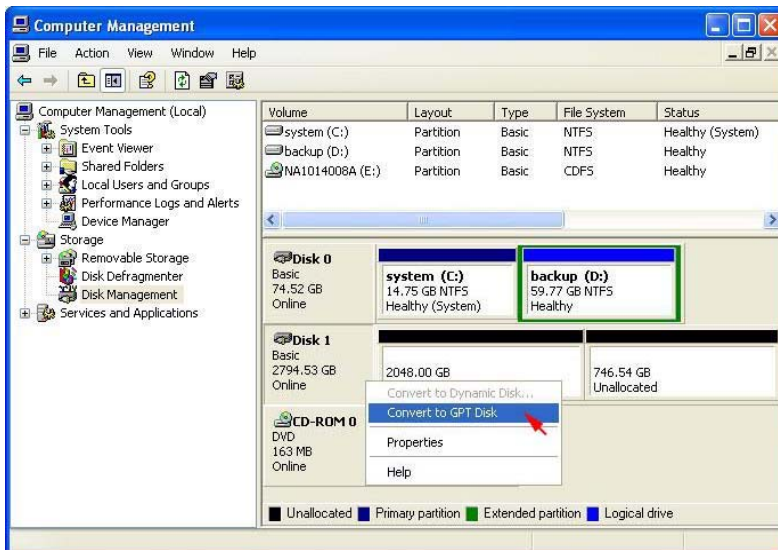 Computer Management
File Action View Window Help
Computer Management (Local)
System Tools
Event Viewer
Shared Folders
Local Users and Groups
Performance Logs and Alerts
Device Manager
Storage
Removable Storage
Disk Defragmenter
Disk Management
Services and Applications
Volume Layout Type File System Status
system (C:) Partition Basic NTFS Healthy (System)
backup (D:) Partition Basic NTFS Healthy
NA1014008A (E:) Partition Basic CDFS Healthy
Disk 0
Basic
74.52 GB
Online
system (C:)
14.75 GB NTFS
Healthy (System)
backup (D:)
59.77 GB NTFS
Healthy
Disk 1
Basic
2794.53 GB
Online
2048.00 GB
746.54 GB
Unallocated
Convert to Dynamic Disk...
Convert to GPT Disk
Properties
Help
CD-ROM 0
DVD
163 MB
Online
Unallocated Primary partition Extended partition Logical drive